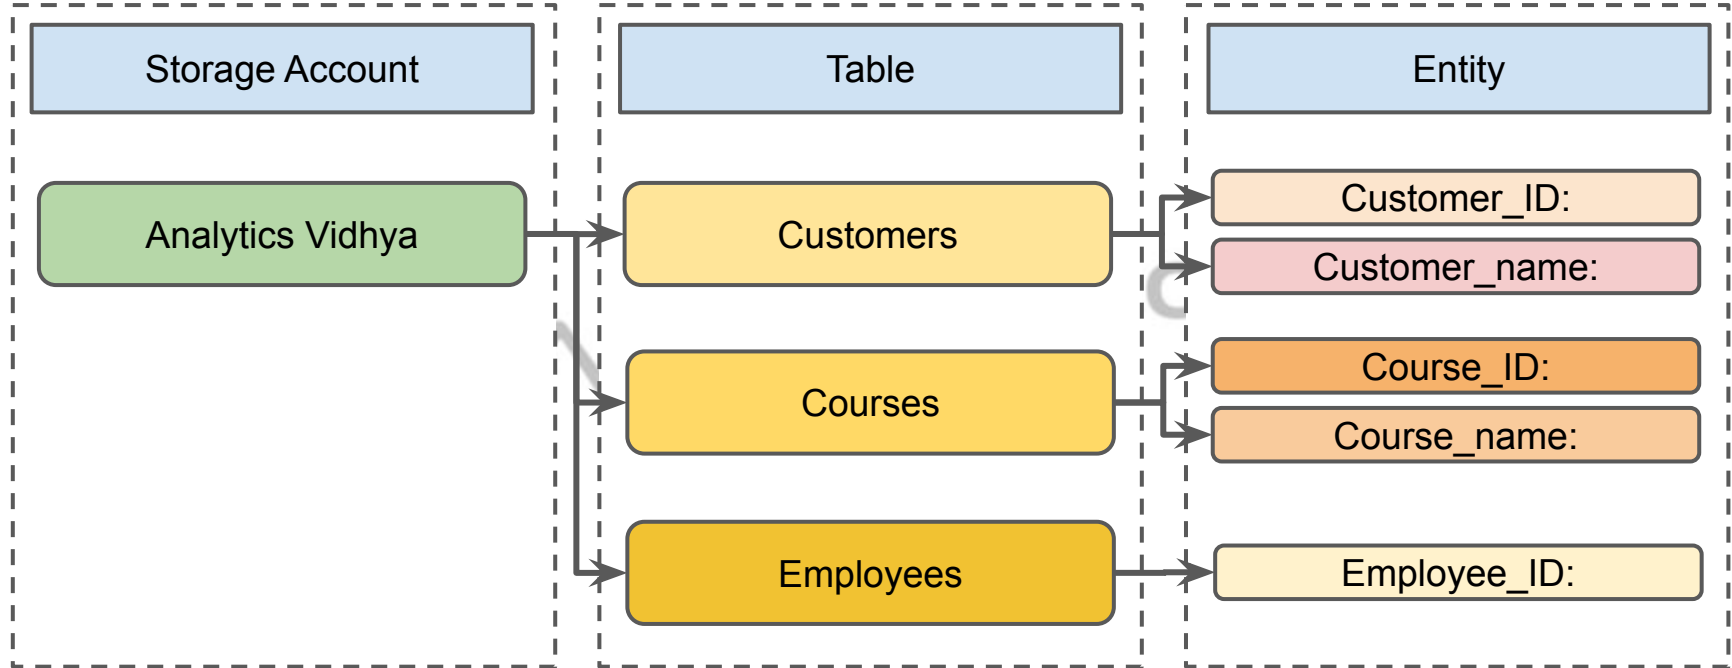 Storage Account
Table
Entity
Analytics Vidhya
Customers
Customer_ID:
Customer_name:
Courses
Course_ID:
Course_name:
Employees
Employee_ID: